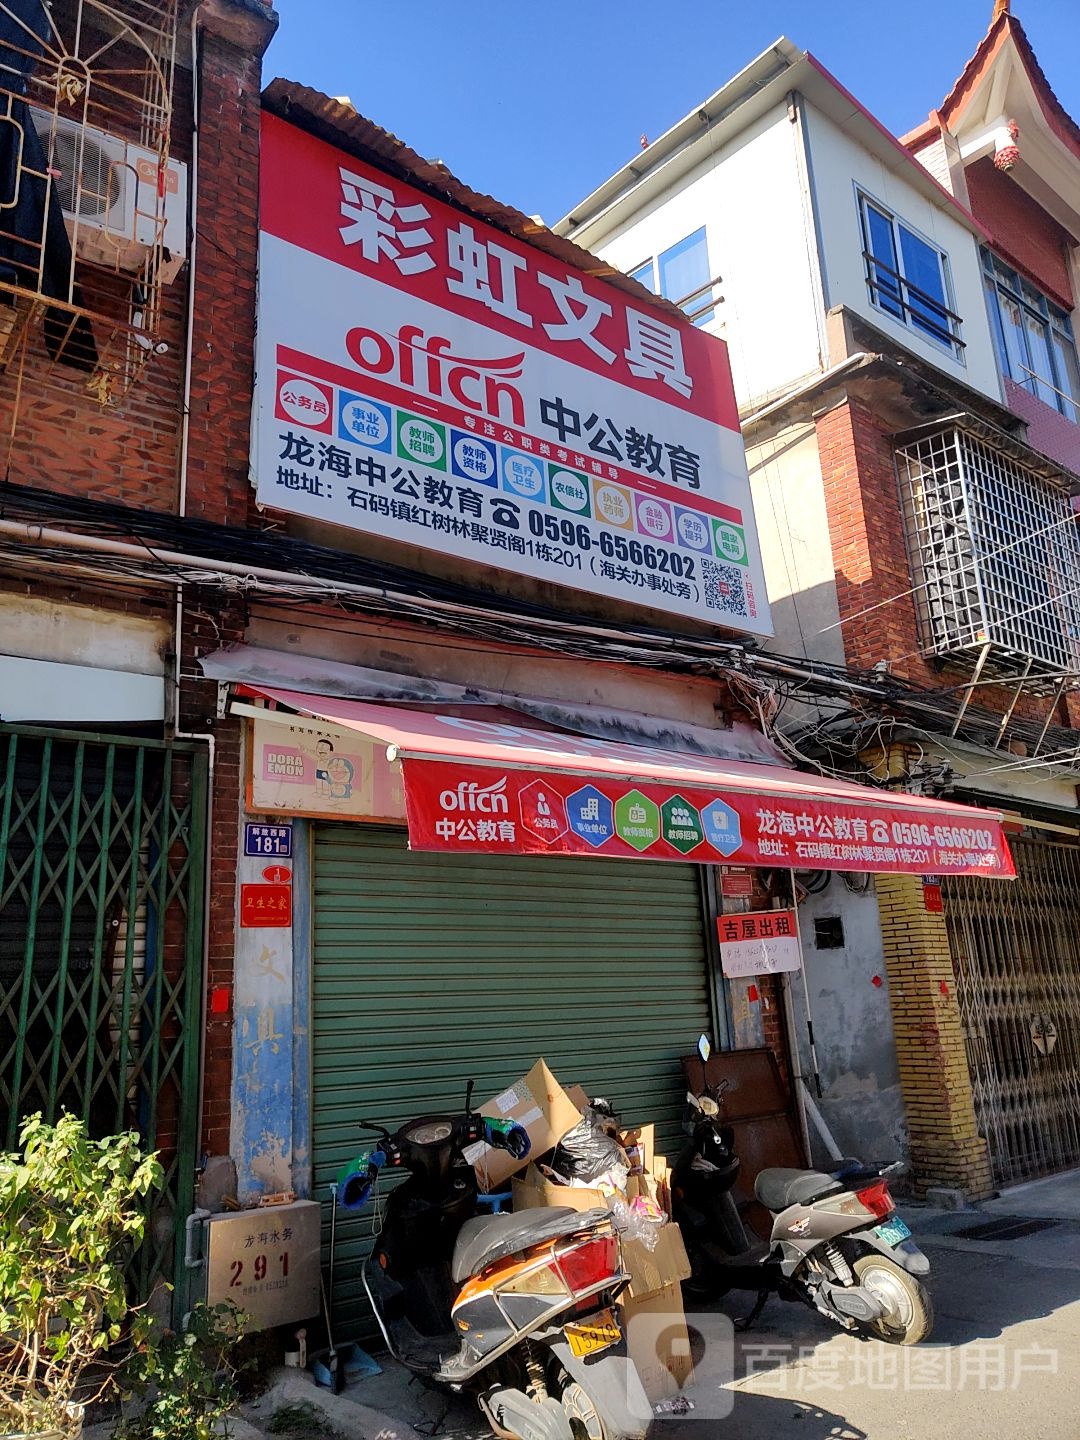 彩虹文具
offcn 中公教育
专注公职类考试辅导
公务员 事业单位 教师招聘 教师资格 医疗卫生 农信社 执业药师 金融银行 学历提升 国家电网
龙海中公教育☎0596-6566202
地址：石码镇红树林聚贤阁1栋201（海关办事处旁）
扫码咨询
DORAEMON
offcn 中公教育
公务员 事业单位 教师资格 教师招聘 医疗卫生
龙海中公教育☎0596-6566202
地址：石码镇红树林聚贤阁1栋201（海关办事处旁）
解放西路
181
卫生之家
吉屋出租
文具
具
龙海水务
291
15918
百度地图用户